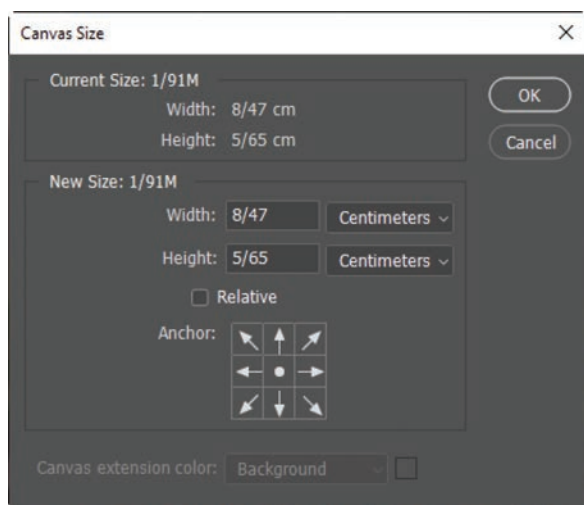 Canvas Size
Current Size: 1/91M
Width: 8/47 cm
Height: 5/65 cm
OK
Cancel
New Size: 1/91M
Width: 8/47 Centimeters
Height: 5/65 Centimeters
Relative
Anchor:
Canvas extension color: Background